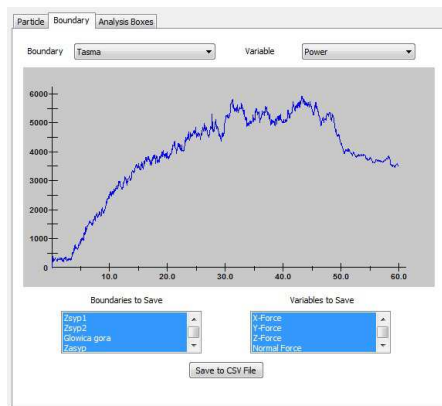 Particle Boundary Analysis Boxes
Boundary Tasma Variable Power
6000
5000
4000
3000
2000
1000
0
10.0 20.0 30.0 40.0 50.0 60.0
Boundaries to Save Variables to Save
Zsyp1 X-Force
Zsyp2 Y-Force
Glowica gora Z-Force
Zasyp Normal Force
Save to CSV File